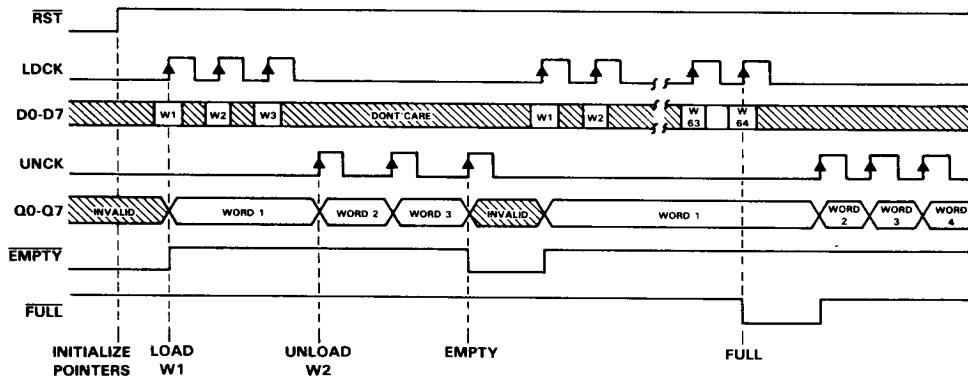 RST
LDCK
D0-D7 W1 W2 W3 DONT CARE W1 W2 W 63 W 64
UNCK
Q0-Q7 INVALID WORD 1 WORD 2 WORD 3 INVALID WORD 1 WORD 2 WORD 3 WORD 4
EMPTY
FULL
INITIALIZE POINTERS
LOAD W1
UNLOAD W2
EMPTY
FULL